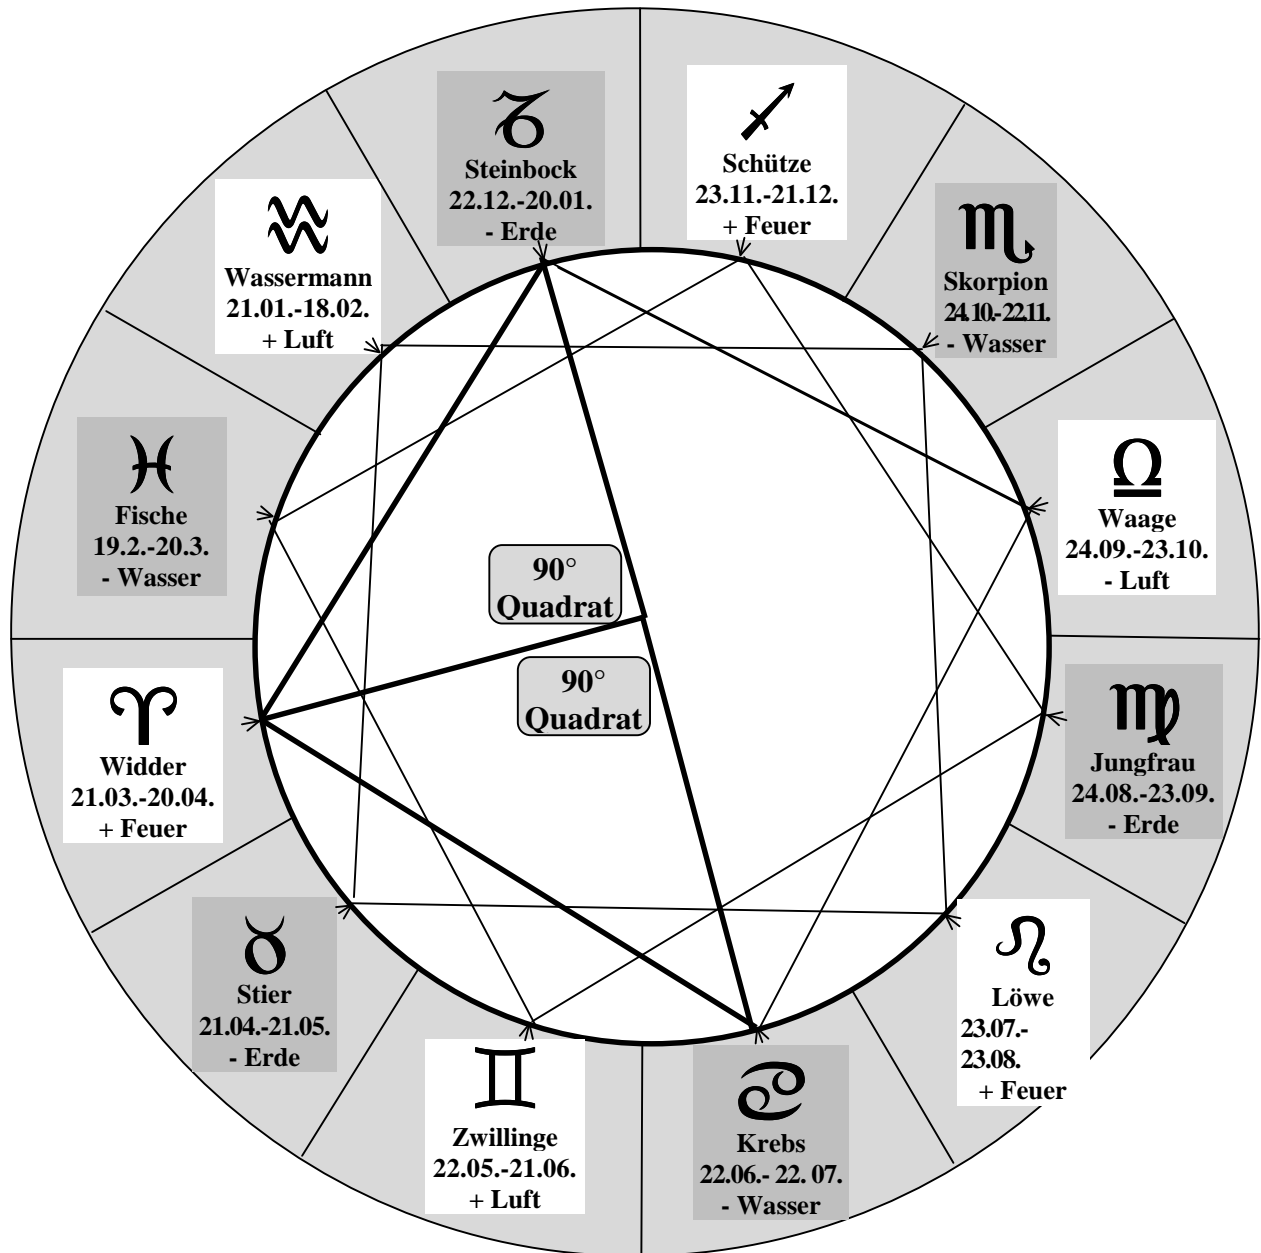 Steinbock
22.12.-20.01.
- Erde
Schütze
23.11.-21.12.
+ Feuer
Wassermann
21.01.-18.02.
+ Luft
Skorpion
24.10.-22.11.
- Wasser
Fische
19.2.-20.3.
- Wasser
Waage
24.09.-23.10.
- Luft
90°
Quadrat
90°
Quadrat
Widder
21.03.-20.04.
+ Feuer
Jungfrau
24.08.-23.09.
- Erde
Stier
21.04.-21.05.
- Erde
Löwe
23.07.-
23.08.
+ Feuer
Zwillinge
22.05.-21.06.
+ Luft
Krebs
22.06.- 22. 07.
- Wasser